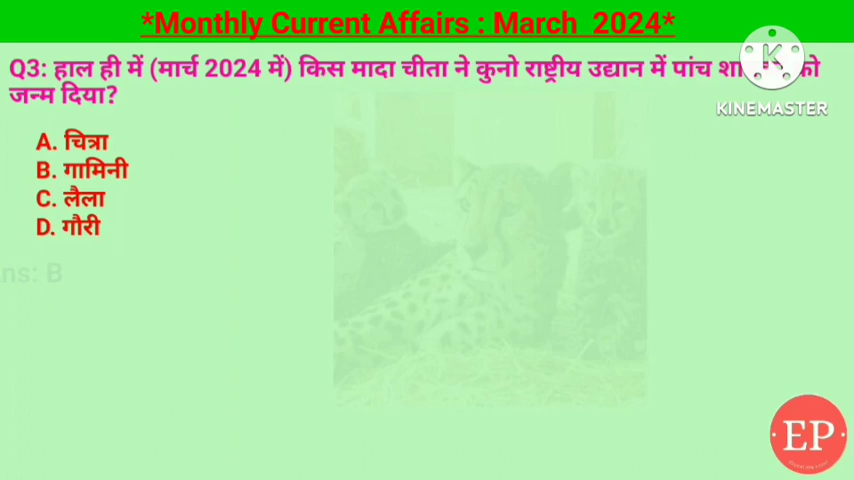 *Monthly Current Affairs : March 2024*
Q3: हाल ही में (मार्च 2024 में) किस मादा चीता ने कुनो राष्ट्रीय उद्यान में पांच को
जन्म दिया?
KINEMASTER
A. चित्रा
B. गामिनी
C. लैला
D. गौरी
ns: B
EP